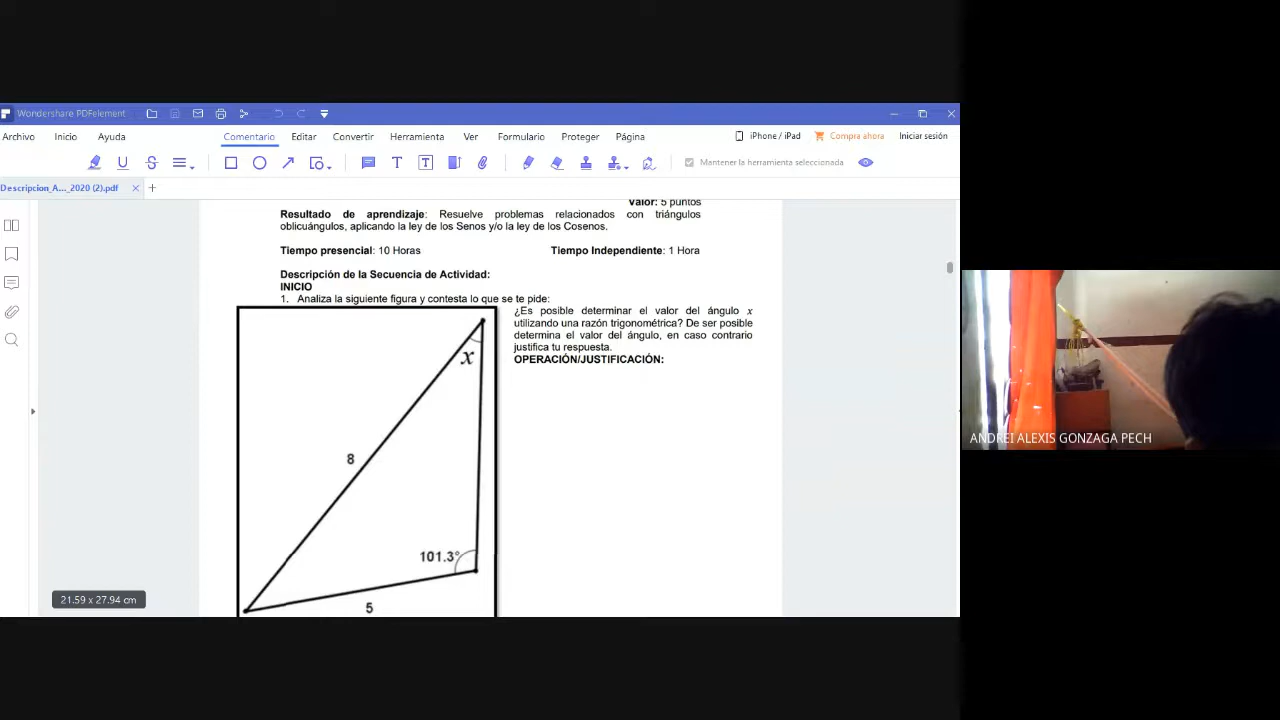 Wondershare PDFelement
Archivo Inicio Ayuda Comentario Editar Convertir Herramienta Ver Formulario Proteger Página iPhone / iPad Compra ahora Iniciar sesión
T T Mantener la herramienta seleccionada
Descripcion_A..._2020 (2).pdf × +
Valor: 5 puntos
Resultado de aprendizaje: Resuelve problemas relacionados con triángulos
oblicuángulos, aplicando la ley de los Senos y/o la ley de los Cosenos.
Tiempo presencial: 10 Horas Tiempo Independiente: 1 Hora
Descripción de la Secuencia de Actividad:
INICIO
1. Analiza la siguiente figura y contesta lo que se te pide:
¿Es posible determinar el valor del ángulo x
utilizando una razón trigonométrica? De ser posible
determina el valor del ángulo, en caso contrario
justifica tu respuesta.
OPERACIÓN/JUSTIFICACIÓN:
x
8
101.3°
5
21.59 x 27.94 cm
ANDREI ALEXIS GONZAGA PECH